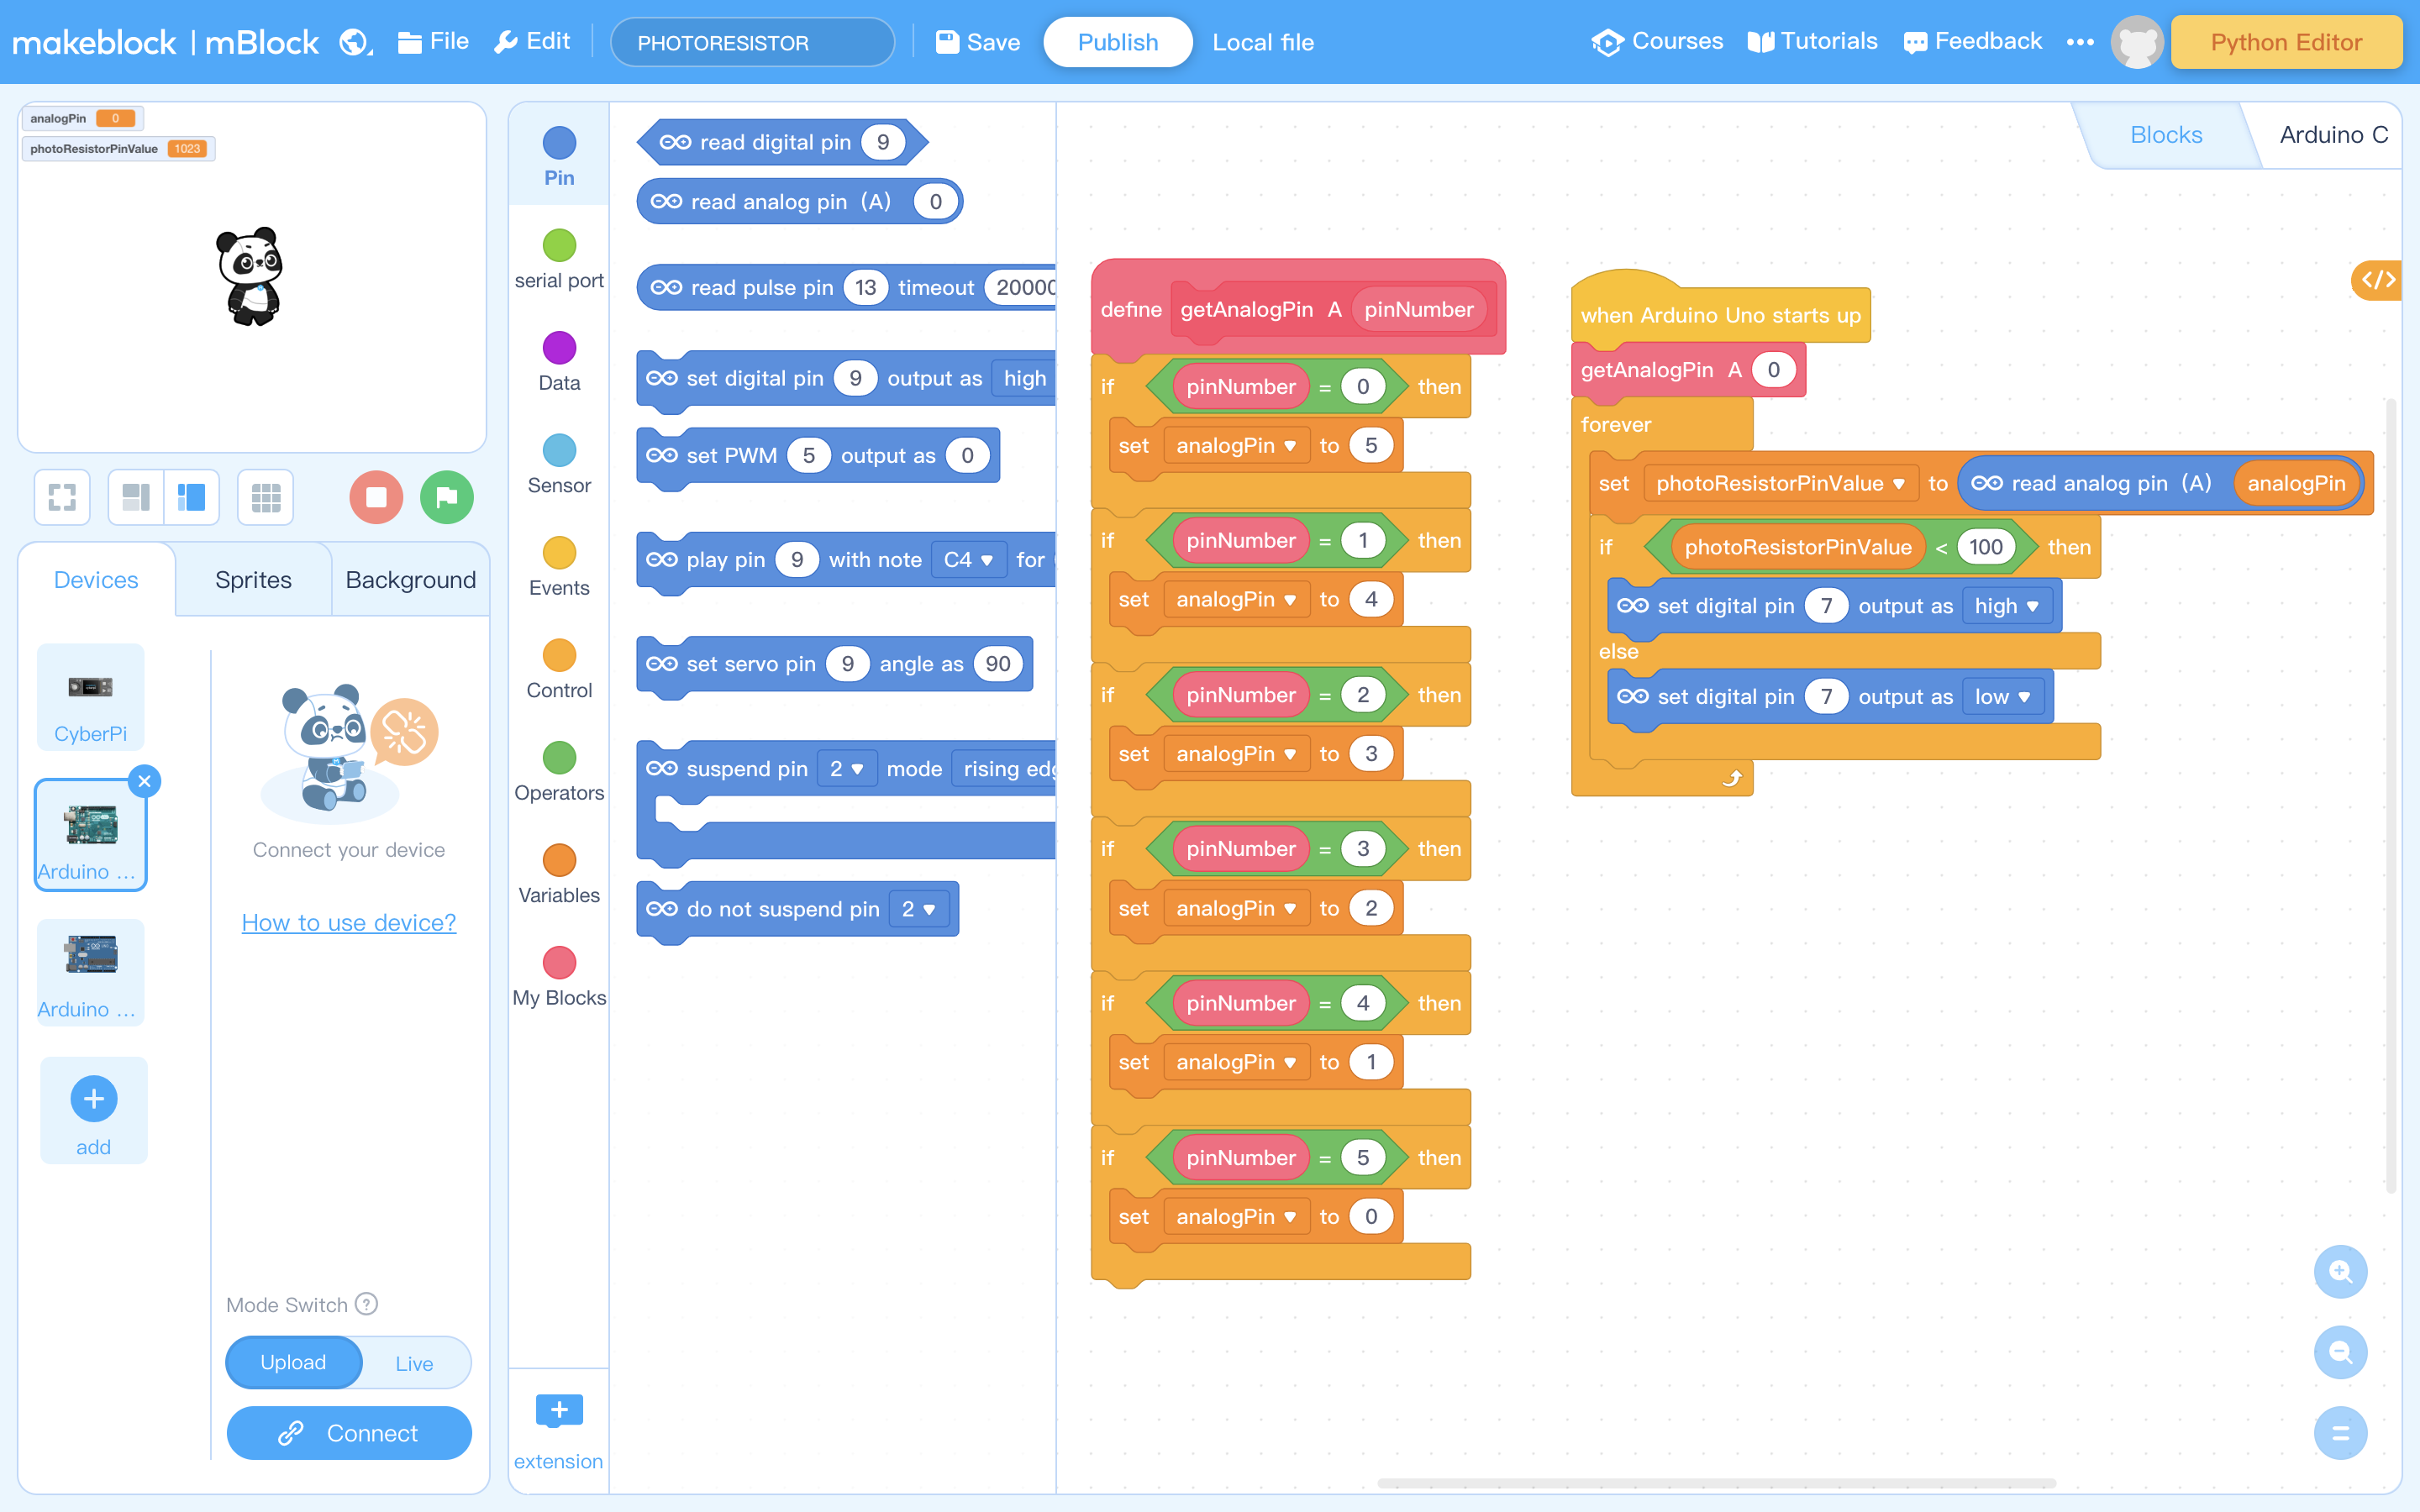 makeblock | mBlock File Edit PHOTORESISTOR Save Publish Local file Courses Tutorials Feedback Python Editor
analogPin 0
photoResistorPinValue 1023
Devices Sprites Background
CyberPi
Arduino ...
Arduino ...
add
Connect your device
How to use device?
Mode Switch ?
Upload Live
Connect
Pin
serial port
Data
Sensor
Events
Control
Operators
Variables
My Blocks
extension
read digital pin 9
read analog pin (A) 0
read pulse pin 13 timeout 20000
set digital pin 9 output as high
set PWM 5 output as 0
play pin 9 with note C4 for
set servo pin 9 angle as 90
suspend pin 2 mode rising edg
do not suspend pin 2
Blocks Arduino C
</>
define getAnalogPin A pinNumber
if pinNumber = 0 then
set analogPin to 5
if pinNumber = 1 then
set analogPin to 4
if pinNumber = 2 then
set analogPin to 3
if pinNumber = 3 then
set analogPin to 2
if pinNumber = 4 then
set analogPin to 1
if pinNumber = 5 then
set analogPin to 0
when Arduino Uno starts up
getAnalogPin A 0
forever
set photoResistorPinValue to read analog pin (A) analogPin
if photoResistorPinValue < 100 then
set digital pin 7 output as high
else
set digital pin 7 output as low